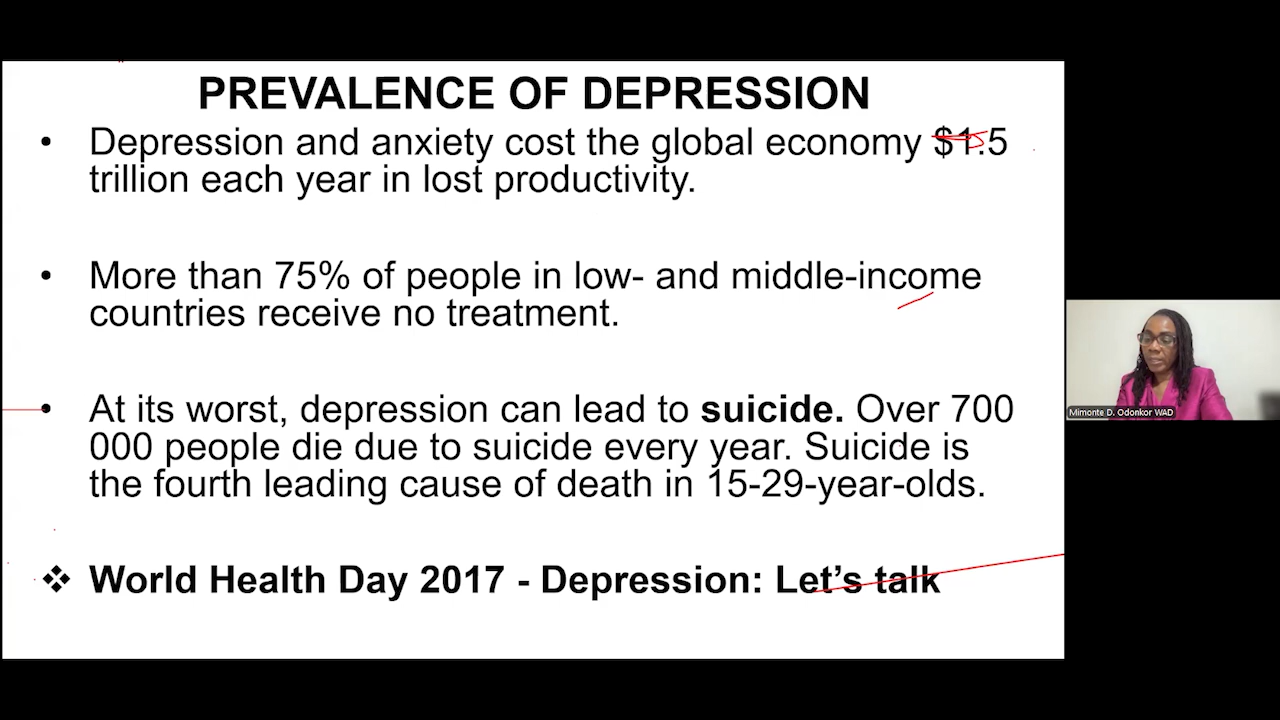 PREVALENCE OF DEPRESSION
• Depression and anxiety cost the global economy $1.5
trillion each year in lost productivity.
• More than 75% of people in low- and middle-income
countries receive no treatment.
• At its worst, depression can lead to suicide. Over 700
000 people die due to suicide every year. Suicide is
the fourth leading cause of death in 15-29-year-olds.
❖ World Health Day 2017 - Depression: Let’s talk
Mimonte D. Odonkor WAD